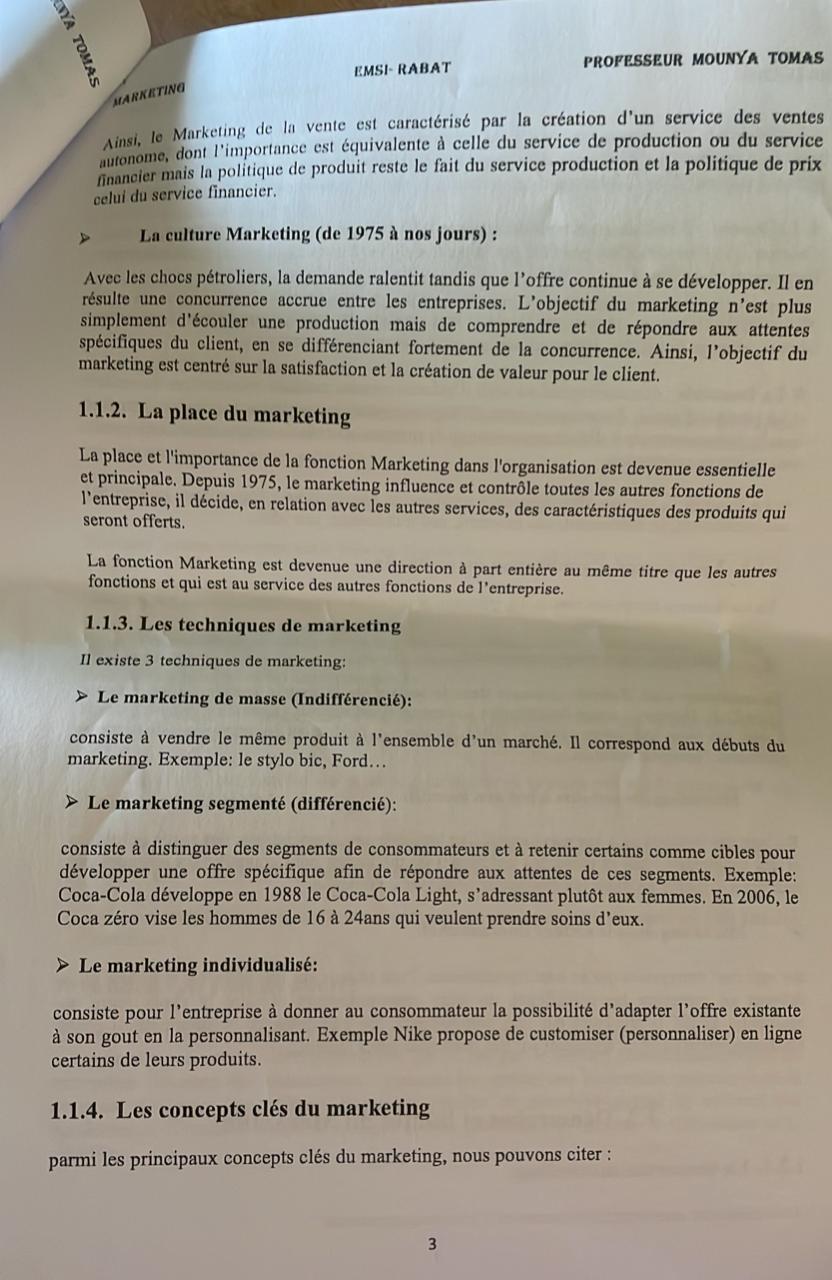 NYA TOMAS
MARKETING
EMSI- RABAT
PROFESSEUR MOUNYA TOMAS
Ainsi, le Marketing de la vente est caractérisé par la création d'un service des ventes
autonome, dont l'importance est équivalente à celle du service de production ou du service
financier mais la politique de produit reste le fait du service production et la politique de prix
celui du service financier.
➢ La culture Marketing (de 1975 à nos jours) :
Avec les chocs pétroliers, la demande ralentit tandis que l'offre continue à se développer. Il en
résulte une concurrence accrue entre les entreprises. L'objectif du marketing n'est plus
simplement d'écouler une production mais de comprendre et de répondre aux attentes
spécifiques du client, en se différenciant fortement de la concurrence. Ainsi, l'objectif du
marketing est centré sur la satisfaction et la création de valeur pour le client.
1.1.2. La place du marketing
La place et l'importance de la fonction Marketing dans l'organisation est devenue essentielle
et principale. Depuis 1975, le marketing influence et contrôle toutes les autres fonctions de
l'entreprise, il décide, en relation avec les autres services, des caractéristiques des produits qui
seront offerts.
La fonction Marketing est devenue une direction à part entière au même titre que les autres
fonctions et qui est au service des autres fonctions de l'entreprise.
1.1.3. Les techniques de marketing
Il existe 3 techniques de marketing:
➢ Le marketing de masse (Indifférencié):
consiste à vendre le même produit à l'ensemble d'un marché. Il correspond aux débuts du
marketing. Exemple: le stylo bic, Ford…
➢ Le marketing segmenté (différencié):
consiste à distinguer des segments de consommateurs et à retenir certains comme cibles pour
développer une offre spécifique afin de répondre aux attentes de ces segments. Exemple:
Coca-Cola développe en 1988 le Coca-Cola Light, s'adressant plutôt aux femmes. En 2006, le
Coca zéro vise les hommes de 16 à 24ans qui veulent prendre soins d'eux.
➢ Le marketing individualisé:
consiste pour l'entreprise à donner au consommateur la possibilité d'adapter l'offre existante
à son gout en la personnalisant. Exemple Nike propose de customiser (personnaliser) en ligne
certains de leurs produits.
1.1.4. Les concepts clés du marketing
parmi les principaux concepts clés du marketing, nous pouvons citer :
3